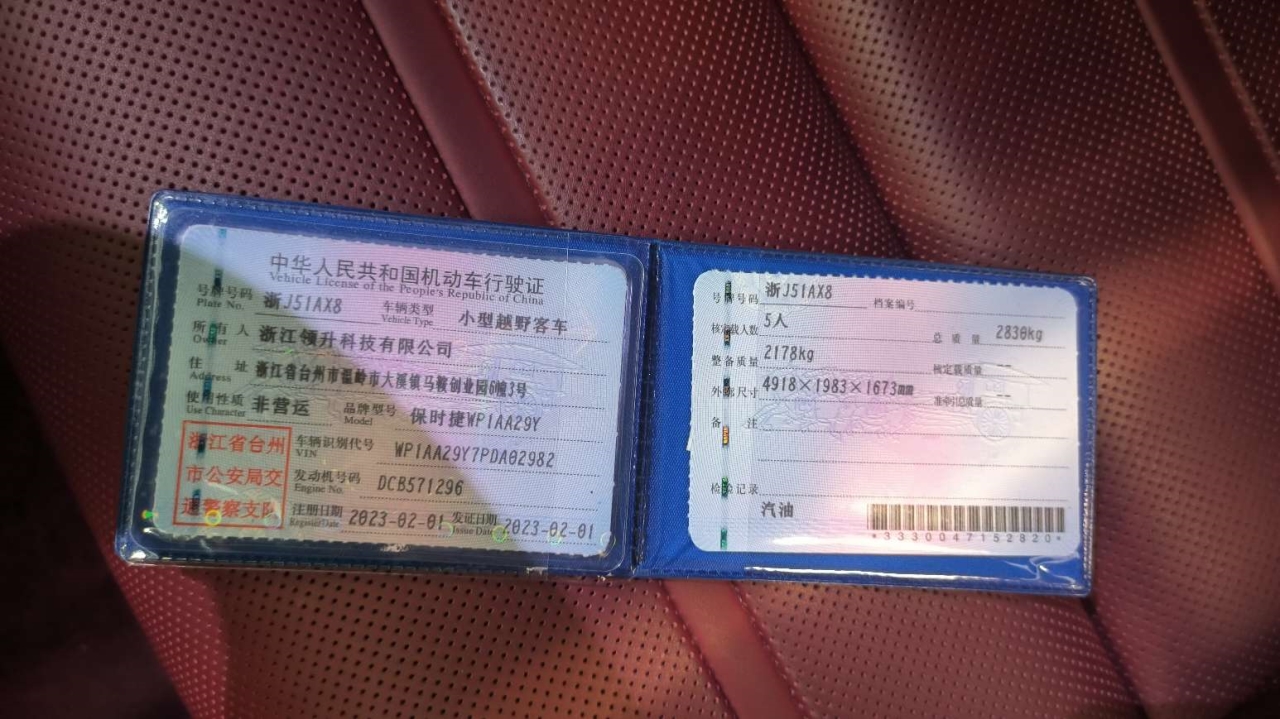 中华人民共和国机动车行驶证
Vehicle License of the People's Republic of China
号牌号码 浙J51AX8 车辆类型 小型越野客车
Plate No. Vehicle Type
所有人 浙江领升科技有限公司
Owner
住址 浙江省台州市温岭市大溪镇马鞍创业园6幢3号
Address
使用性质 非营运 品牌型号 保时捷WP1AA29Y
Use Character Model
浙江省台州
市公安局交
通警察支队
车辆识别代号 WP1AA29Y7PDA02982
VIN
发动机号码 DCB571296
Engine No.
注册日期 2023-02-01 发证日期 2023-02-01
Register Date Issue Date
号牌号码 浙J51AX8 档案编号
核定载人数 5人 总质量 2830kg
整备质量 2178kg 核定载质量 --
外廓尺寸 4918×1983×1673mm 准牵引总质量 --
备注
检验记录
汽油
*3330047152820*